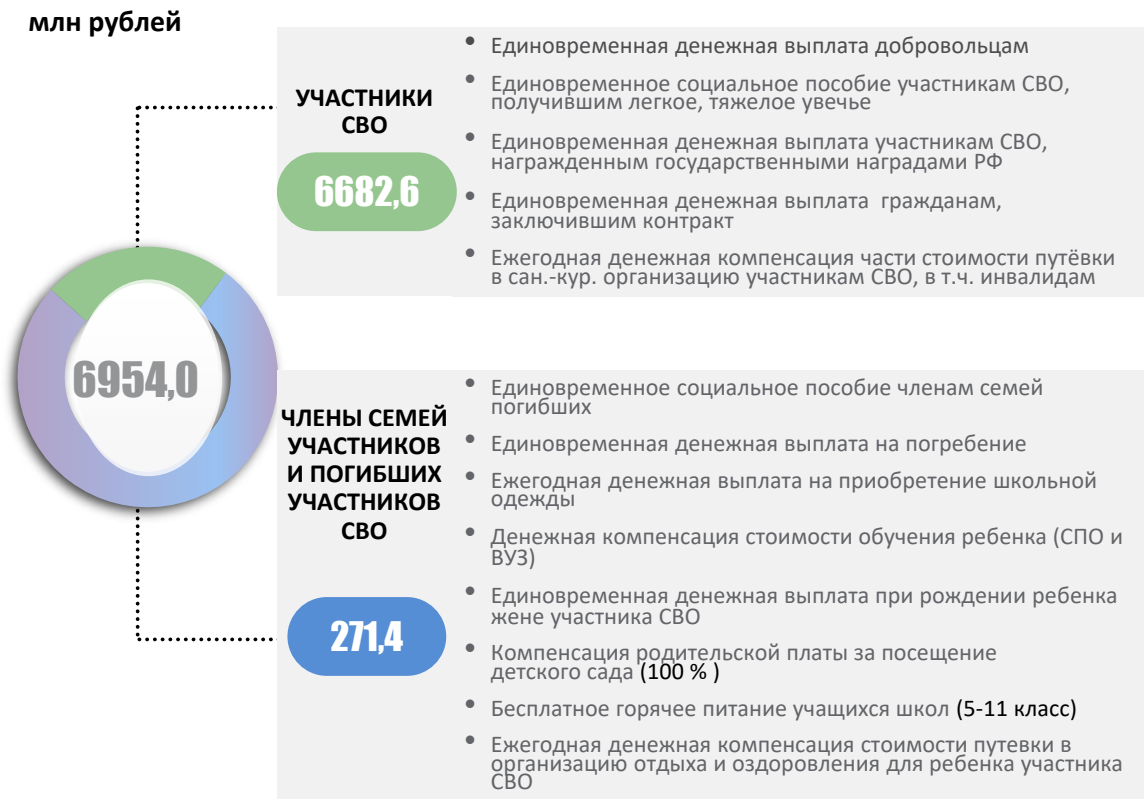 млн рублей
УЧАСТНИКИ
СВО
6682,6
• Единовременная денежная выплата добровольцам
• Единовременное социальное пособие участникам СВО,
получившим легкое, тяжелое увечье
• Единовременная денежная выплата участникам СВО,
награжденным государственными наградами РФ
• Единовременная денежная выплата гражданам,
заключившим контракт
• Ежегодная денежная компенсация части стоимости путёвки
в сан.-кур. организацию участникам СВО, в т.ч. инвалидам
6954,0
ЧЛЕНЫ СЕМЕЙ
УЧАСТНИКОВ
И ПОГИБШИХ
УЧАСТНИКОВ
СВО
271,4
• Единовременное социальное пособие членам семей
погибших
• Единовременная денежная выплата на погребение
• Ежегодная денежная выплата на приобретение школьной
одежды
• Денежная компенсация стоимости обучения ребенка (СПО и
ВУЗ)
• Единовременная денежная выплата при рождении ребенка
жене участника СВО
• Компенсация родительской платы за посещение
детского сада (100 % )
• Бесплатное горячее питание учащихся школ (5-11 класс)
• Ежегодная денежная компенсация стоимости путевки в
организацию отдыха и оздоровления для ребенка участника
СВО